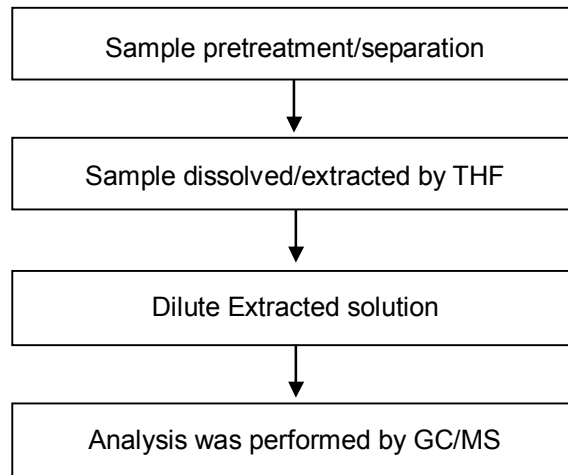 Sample pretreatment/separation
Sample dissolved/extracted by THF
Dilute Extracted solution
Analysis was performed by GC/MS